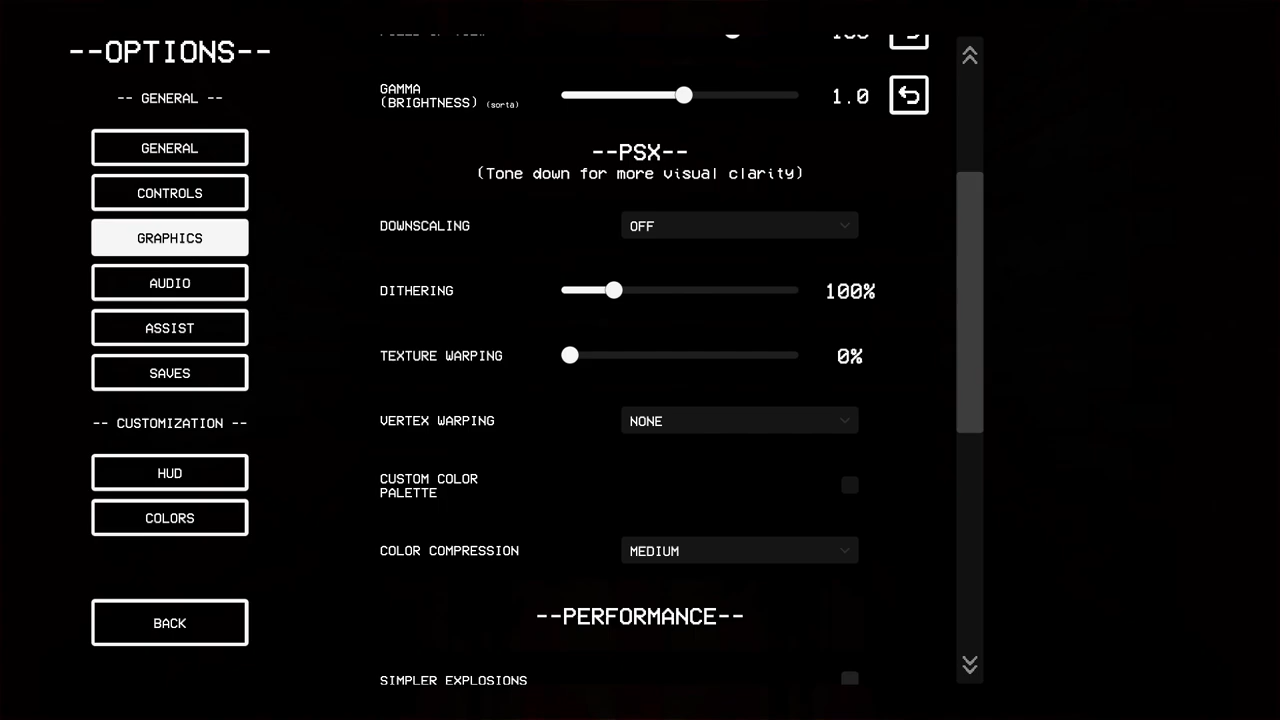 --OPTIONS--
-- GENERAL --
GENERAL
CONTROLS
GRAPHICS
AUDIO
ASSIST
SAVES
-- CUSTOMIZATION --
HUD
COLORS
BACK
GAMMA
(BRIGHTNESS) (sorta)
1.0
--PSX--
(Tone down for more visual clarity)
DOWNSCALING
OFF
DITHERING
100%
TEXTURE WARPING
0%
VERTEX WARPING
NONE
CUSTOM COLOR
PALETTE
COLOR COMPRESSION
MEDIUM
--PERFORMANCE--
SIMPLER EXPLOSIONS